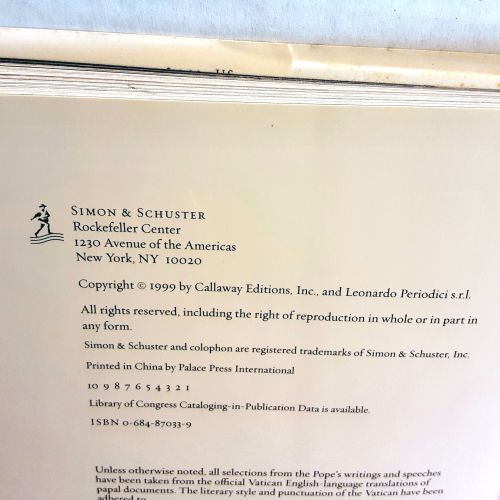 SIMON & SCHUSTER
Rockefeller Center
1230 Avenue of the Americas
New York, NY 10020
Copyright © 1999 by Callaway Editions, Inc., and Leonardo Periodici s.r.l.
All rights reserved, including the right of reproduction in whole or in part in
any form.
Simon & Schuster and colophon are registered trademarks of Simon & Schuster, Inc.
Printed in China by Palace Press International
10 9 8 7 6 5 4 3 2 1
Library of Congress Cataloging-in-Publication Data is available.
ISBN 0-684-87033-9
Unless otherwise noted, all selections from the Pope's writings and speeches
have been taken from the official Vatican English-language translations of
papal documents. The literary style and punctuation of the Vatican have been
adhered to